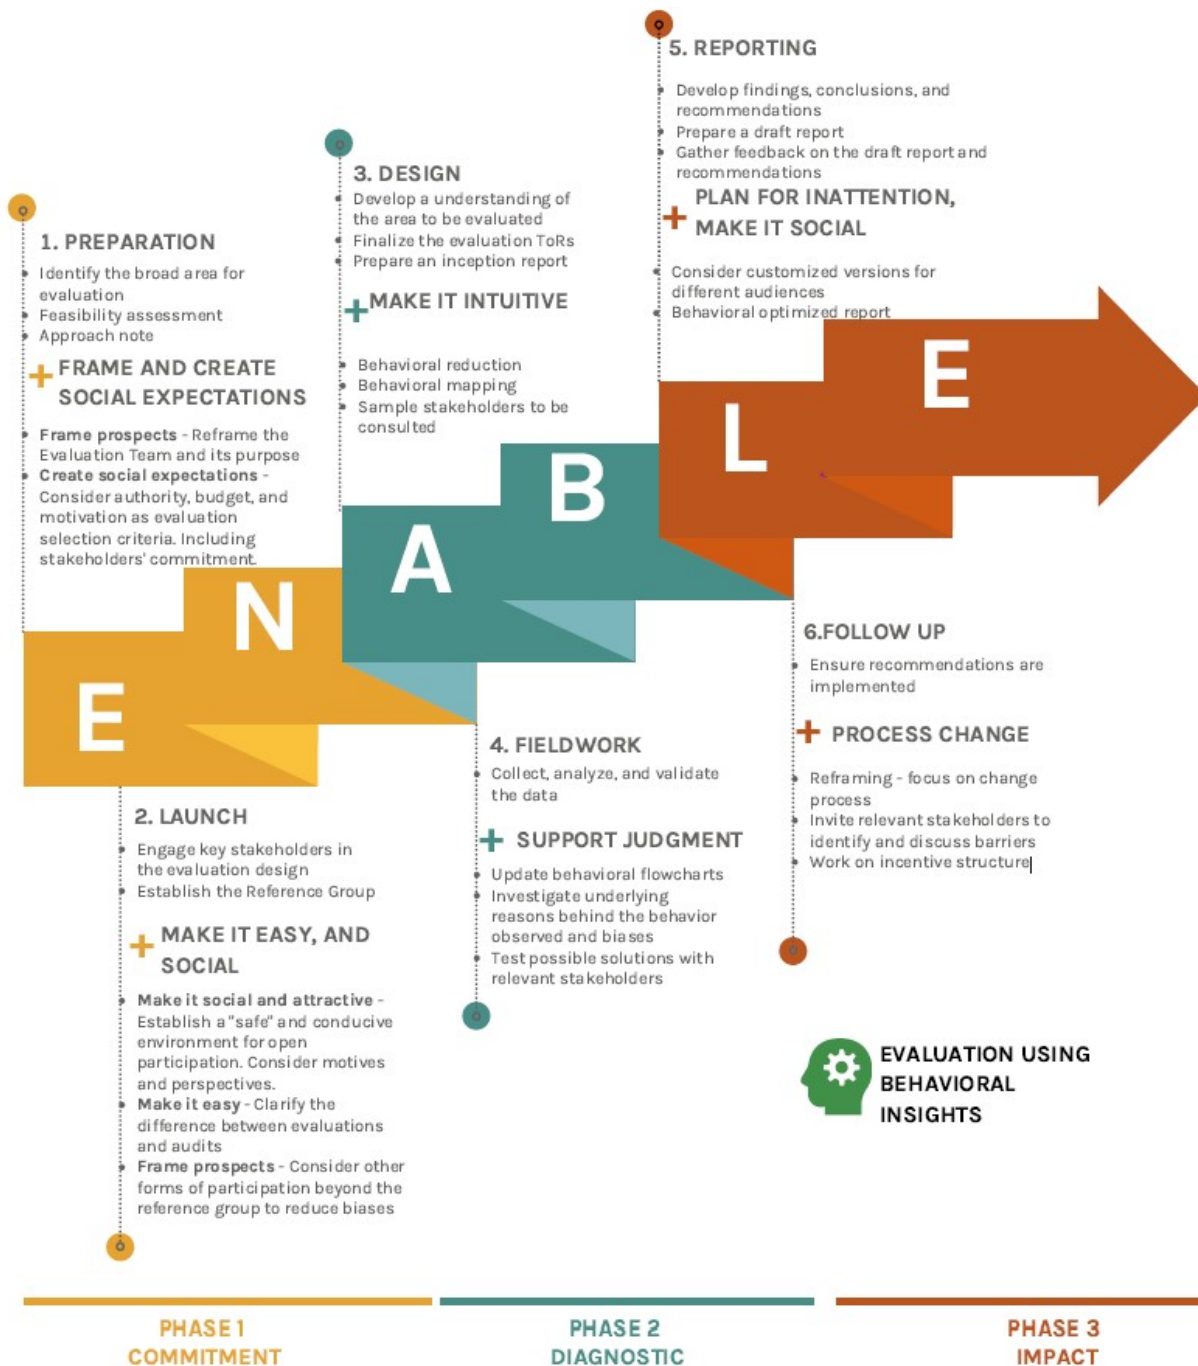 1. PREPARATION
Identify the broad area for
evaluation
Feasibility assessment
Approach note
+ FRAME AND CREATE
SOCIAL EXPECTATIONS
Frame prospects - Reframe the
Evaluation Team and its purpose
Create social expectations -
Consider authority, budget, and
motivation as evaluation
selection criteria. Including
stakeholders' commitment.
2. LAUNCH
Engage key stakeholders in
the evaluation design
Establish the Reference Group
+ MAKE IT EASY, AND
SOCIAL
Make it social and attractive -
Establish a "safe" and conducive
environment for open
participation. Consider motives
and perspectives.
Make it easy - Clarify the
difference between evaluations
and audits
Frame prospects - Consider other
forms of participation beyond the
reference group to reduce biases
3. DESIGN
Develop a understanding of
the area to be evaluated
Finalize the evaluation ToRs
Prepare an inception report
+ MAKE IT INTUITIVE
Behavioral reduction
Behavioral mapping
Sample stakeholders to be
consulted
4. FIELDWORK
Collect, analyze, and validate
the data
+ SUPPORT JUDGMENT
Update behavioral flowcharts
Investigate underlying
reasons behind the behavior
observed and biases
Test possible solutions with
relevant stakeholders
5. REPORTING
Develop findings, conclusions, and
recommendations
Prepare a draft report
Gather feedback on the draft report and
recommendations
+ PLAN FOR INATTENTION,
MAKE IT SOCIAL
Consider customized versions for
different audiences
Behavioral optimized report
6.FOLLOW UP
Ensure recommendations are
implemented
+ PROCESS CHANGE
Reframing - focus on change
process
Invite relevant stakeholders to
identify and discuss barriers
Work on incentive structure
E
N
A
B
L
E
EVALUATION USING
BEHAVIORAL
INSIGHTS
PHASE 1
COMMITMENT
PHASE 2
DIAGNOSTIC
PHASE 3
IMPACT